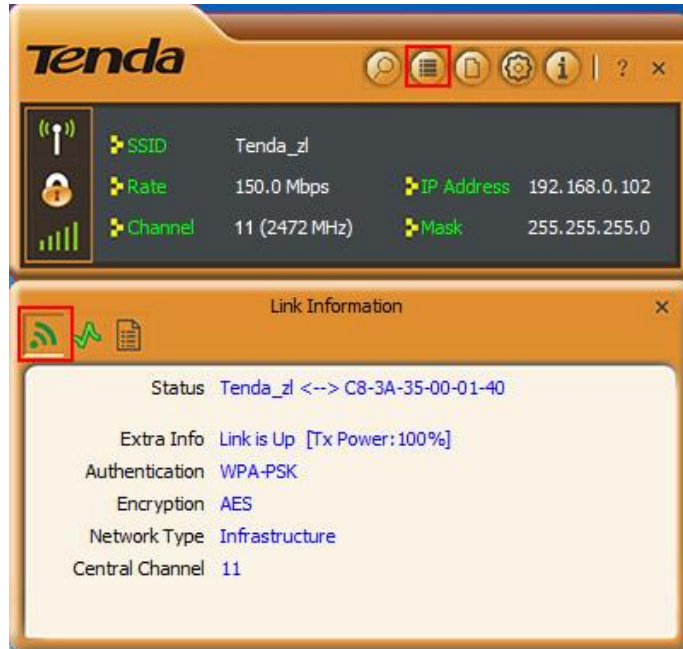 Tenda
i | ? ×
SSID Tenda_zl
Rate 150.0 Mbps IP Address 192.168.0.102
Channel 11 (2472 MHz) Mask 255.255.255.0
Link Information ×
Status Tenda_zl <--> C8-3A-35-00-01-40
Extra Info Link is Up [Tx Power:100%]
Authentication WPA-PSK
Encryption AES
Network Type Infrastructure
Central Channel 11